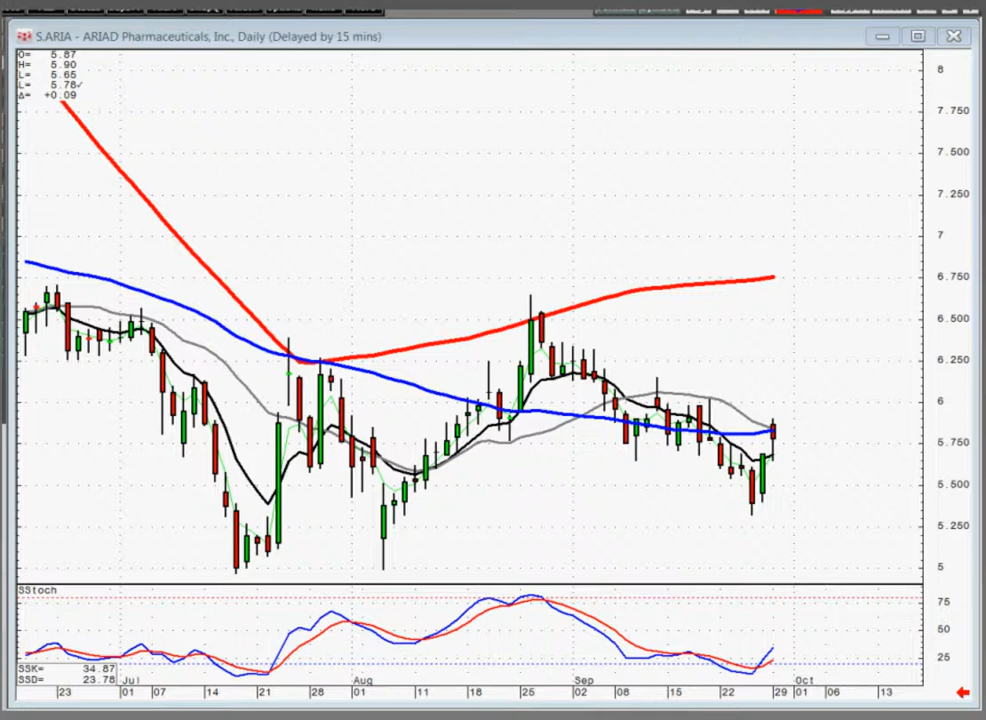 S.ARIA - ARIAD Pharmaceuticals, Inc., Daily (Delayed by 15 mins)
O= 5.87
H= 5.90
L= 5.65
L= 5.78✓
Δ= +0.09
8
7.750
7.500
7.250
7
6.750
6.500
6.250
6
5.750
5.500
5.250
5
SStoch
75
50
25
SSK= 34.87
SSD= 23.78
Jul Aug Sep Oct
23 01 07 14 21 28 01 11 18 25 02 08 15 22 29 01 06 13